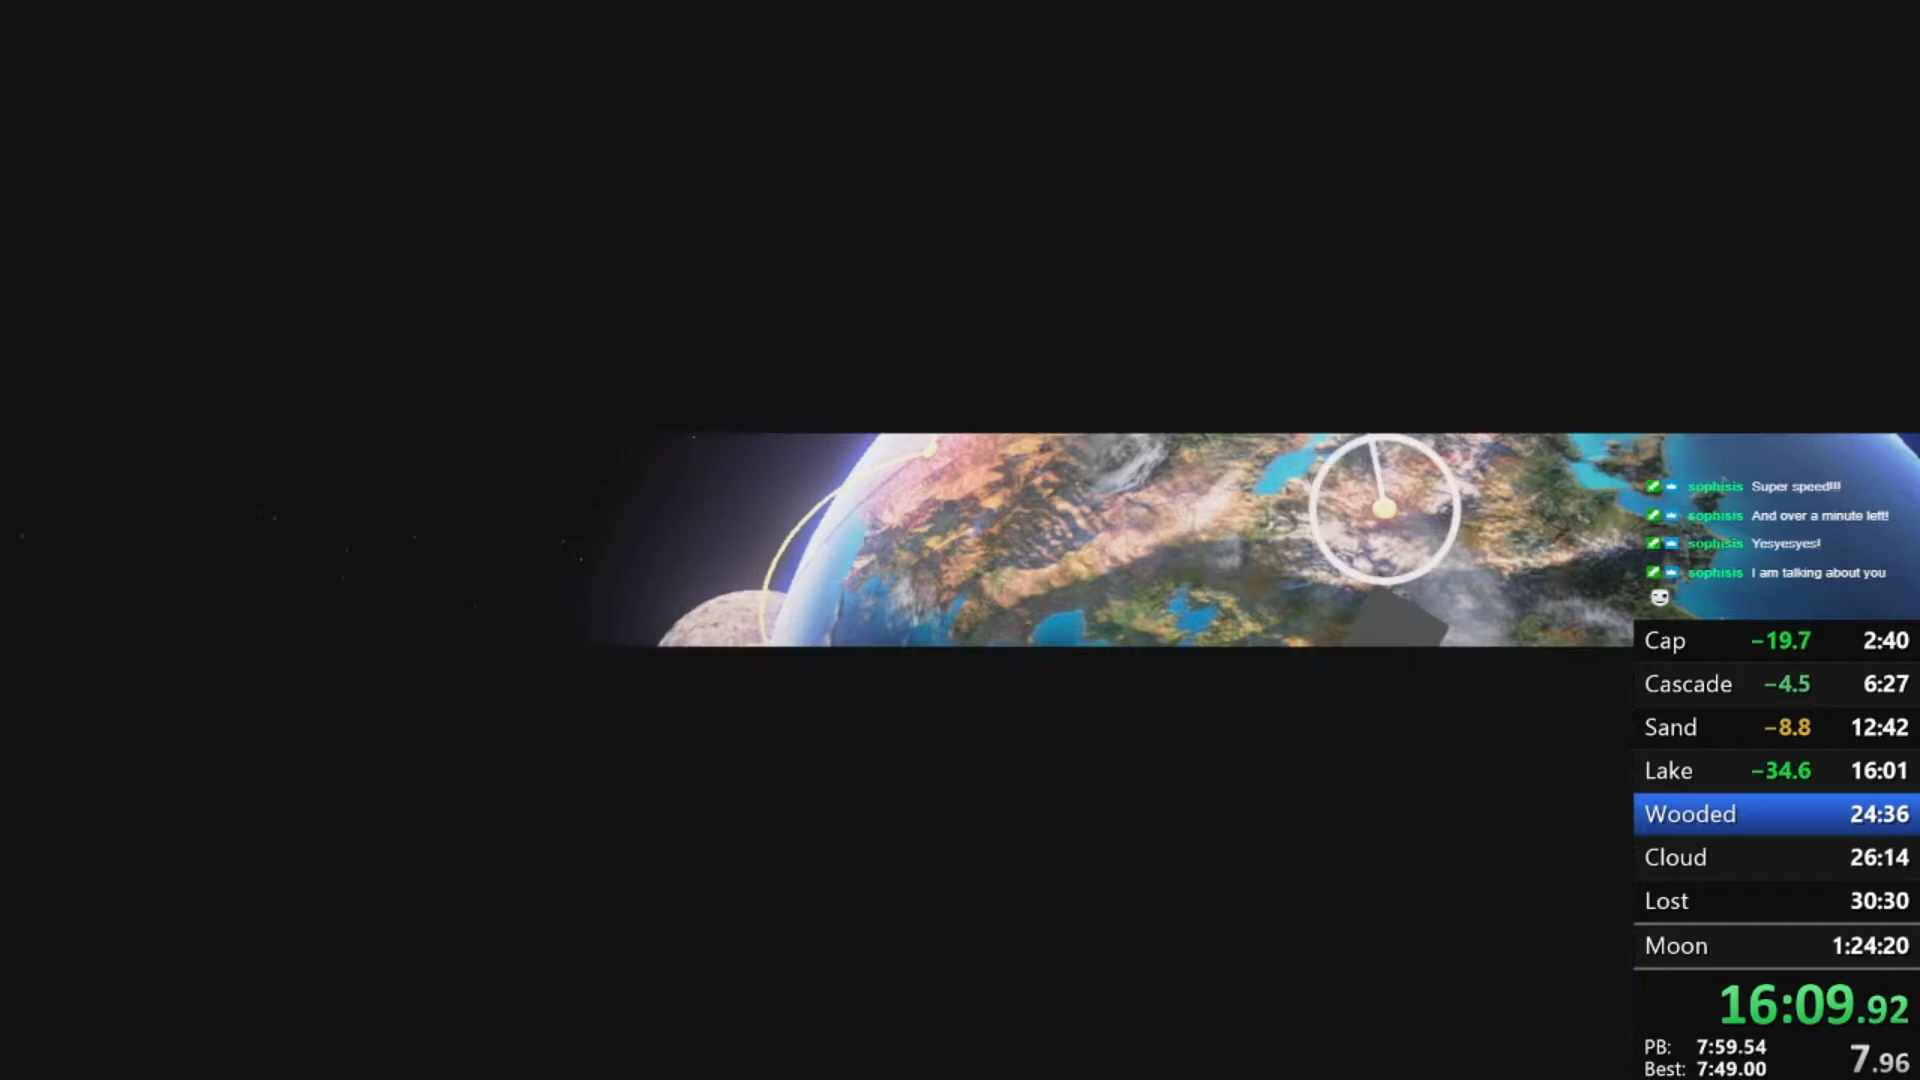 sophisis Super speed!!!
sophisis And over a minute left!
sophisis Yesyesyes!
sophisis I am talking about you
Cap -19.7 2:40
Cascade -4.5 6:27
Sand -8.8 12:42
Lake -34.6 16:01
Wooded 24:36
Cloud 26:14
Lost 30:30
Moon 1:24:20
16:09.92
PB: 7:59.54 7.96
Best: 7:49.00